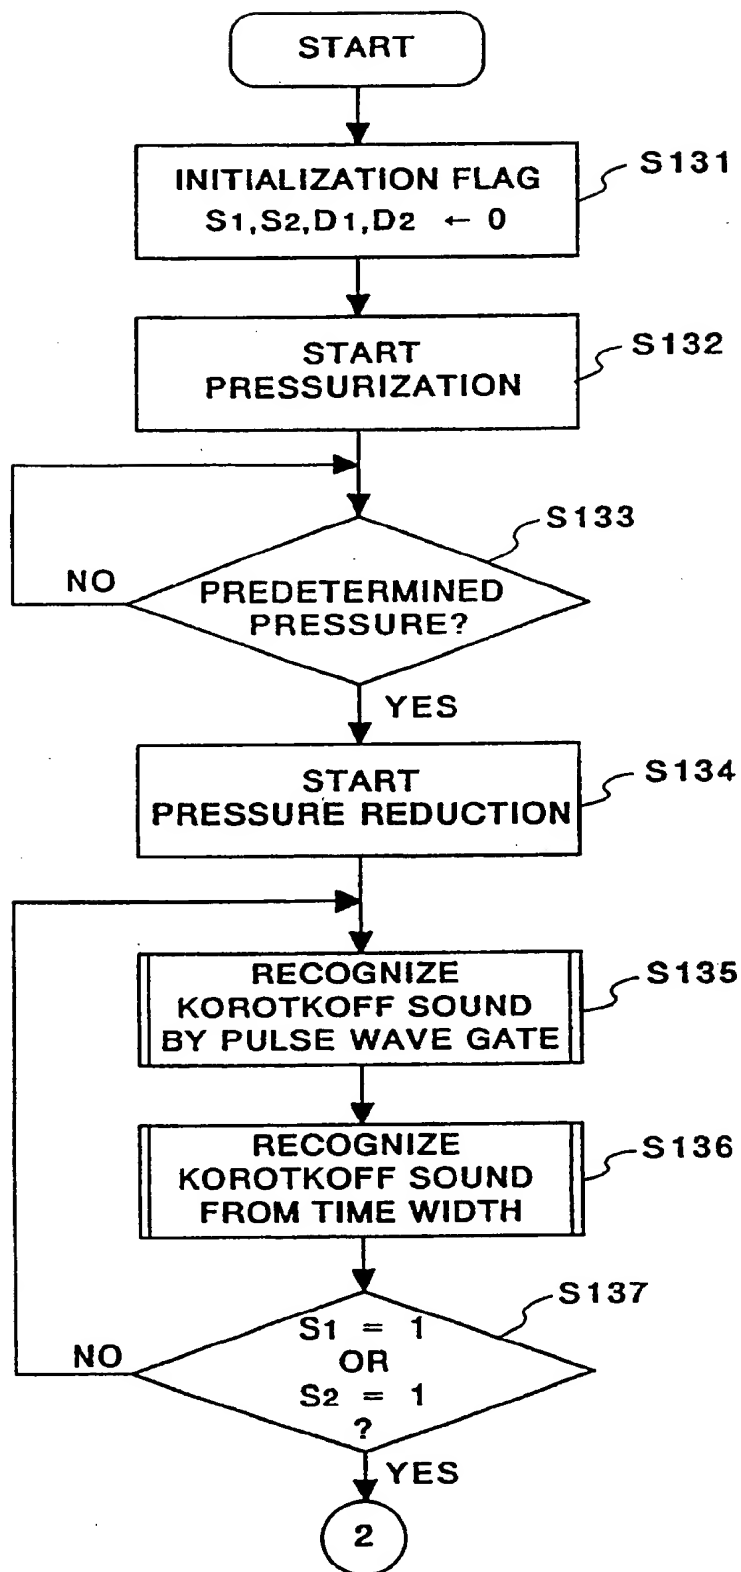 START
INITIALIZATION FLAG
S1,S2,D1,D2 ← 0
S131
START
PRESSURIZATION
S132
S133
NO
PREDETERMINED
PRESSURE?
YES
START
PRESSURE REDUCTION
S134
RECOGNIZE
KOROTKOFF SOUND
BY PULSE WAVE GATE
S135
RECOGNIZE
KOROTKOFF SOUND
FROM TIME WIDTH
S136
S137
NO
S1 = 1
OR
S2 = 1
?
YES
2